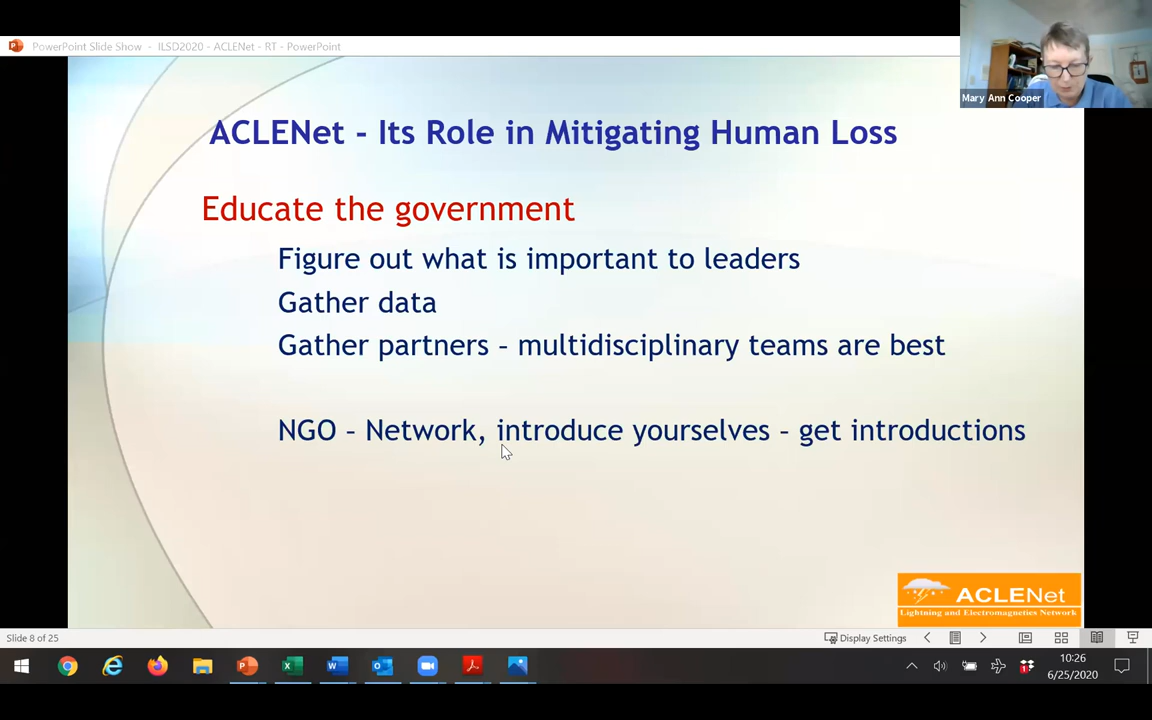 PowerPoint Slide Show - ILSD2020 - ACLENet - RT - PowerPoint
Mary Ann Cooper
ACLENet - Its Role in Mitigating Human Loss
Educate the government
Figure out what is important to leaders
Gather data
Gather partners – multidisciplinary teams are best
NGO – Network, introduce yourselves – get introductions
ACLENet
Lightning and Electromagnetics Network
Slide 8 of 25
Display Settings
10:26
6/25/2020